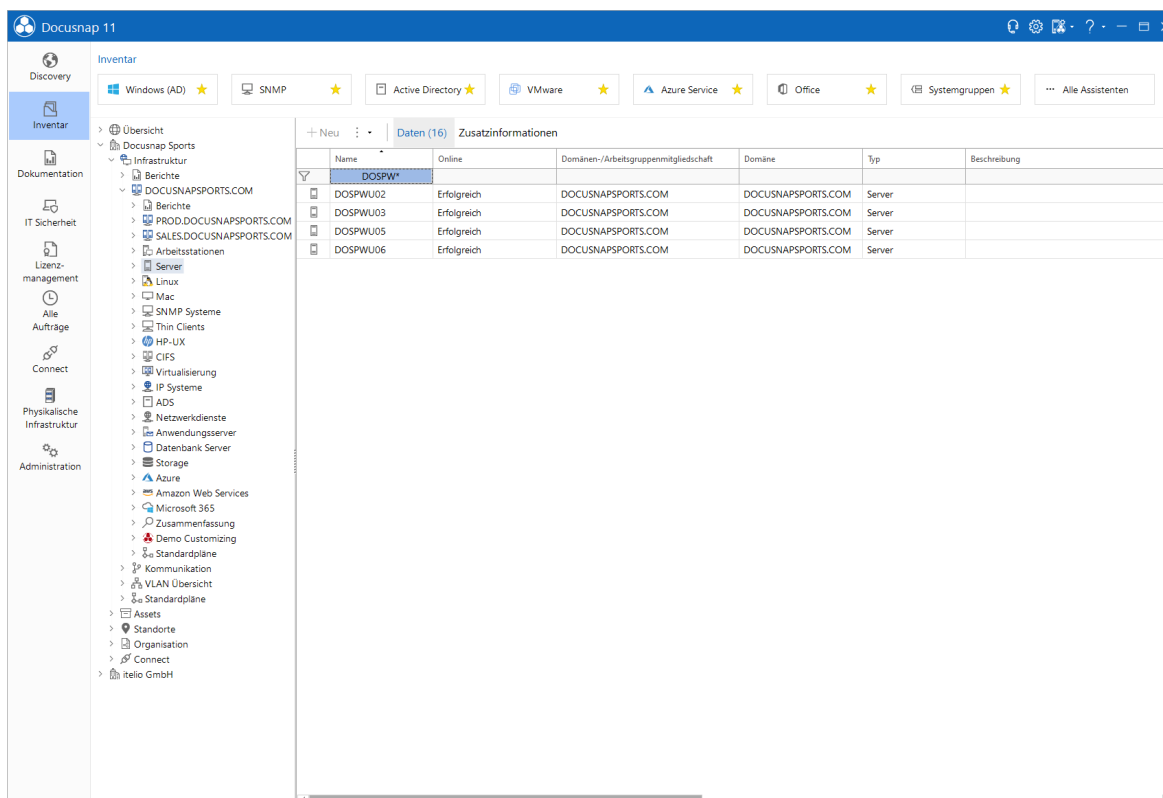 Docusnap 11
Discovery
Inventar
Dokumentation
IT Sicherheit
Lizenz-
management
Alle
Aufträge
Connect
Physikalische
Infrastruktur
Administration
Inventar
Windows (AD)
SNMP
Active Directory
VMware
Azure Service
Office
Systemgruppen
Alle Assistenten
Übersicht
Docusnap Sports
Infrastruktur
Berichte
DOCUSNAPSPORTS.COM
Berichte
PROD.DOCUSNAPSPORTS.COM
SALES.DOCUSNAPSPORTS.COM
Arbeitsstationen
Server
Linux
Mac
SNMP Systeme
Thin Clients
HP-UX
CIFS
Virtualisierung
IP Systeme
ADS
Netzwerkdienste
Anwendungsserver
Datenbank Server
Storage
Azure
Amazon Web Services
Microsoft 365
Zusammenfassung
Demo Customizing
Standardpläne
Kommunikation
VLAN Übersicht
Standardpläne
Assets
Standorte
Organisation
Connect
itelio GmbH
Neu Daten (16) Zusatzinformationen
Name Online Domänen-/Arbeitsgruppenmitgliedschaft Domäne Typ Beschreibung
DOSPW*
DOSPWU02 Erfolgreich DOCUSNAPSPORTS.COM DOCUSNAPSPORTS.COM Server
DOSPWU03 Erfolgreich DOCUSNAPSPORTS.COM DOCUSNAPSPORTS.COM Server
DOSPWU05 Erfolgreich DOCUSNAPSPORTS.COM DOCUSNAPSPORTS.COM Server
DOSPWU06 Erfolgreich DOCUSNAPSPORTS.COM DOCUSNAPSPORTS.COM Server